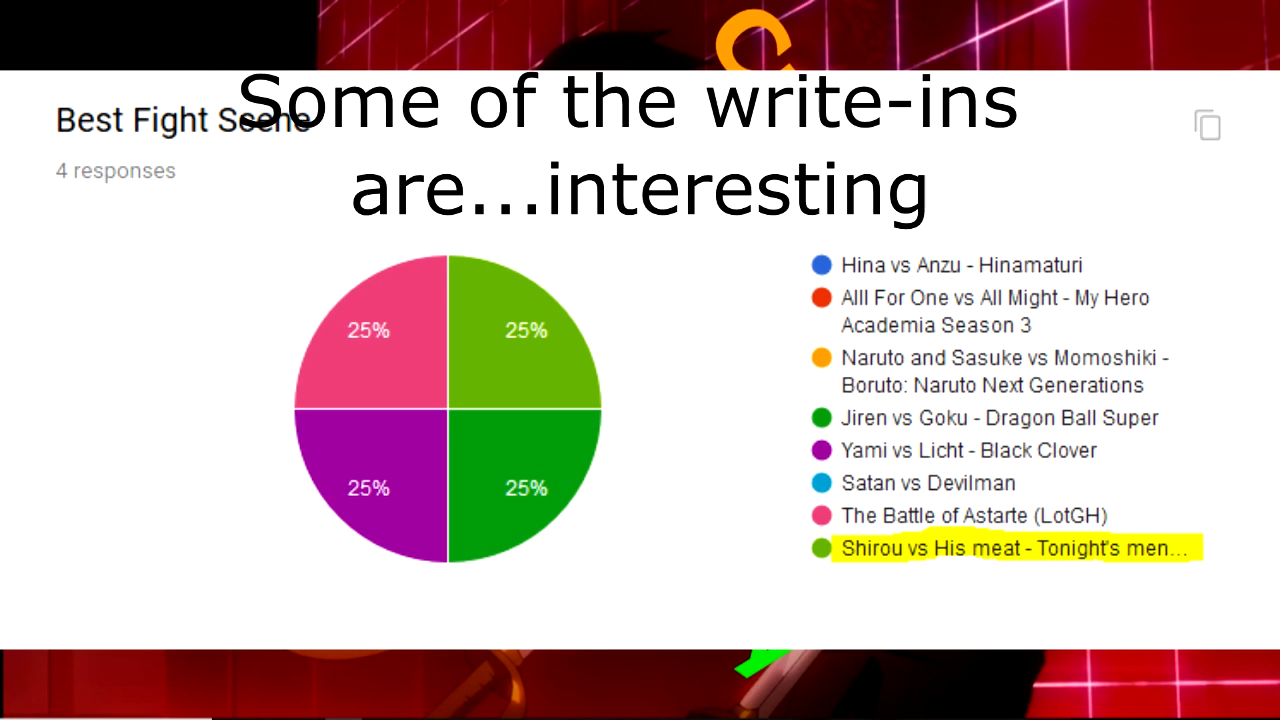 Some of the write-ins
are...interesting
Best Fight Scene
4 responses
25%
25%
25%
25%
Hina vs Anzu - Hinamaturi
Alll For One vs All Might - My Hero
Academia Season 3
Naruto and Sasuke vs Momoshiki -
Boruto: Naruto Next Generations
Jiren vs Goku - Dragon Ball Super
Yami vs Licht - Black Clover
Satan vs Devilman
The Battle of Astarte (LotGH)
Shirou vs His meat - Tonight's men...